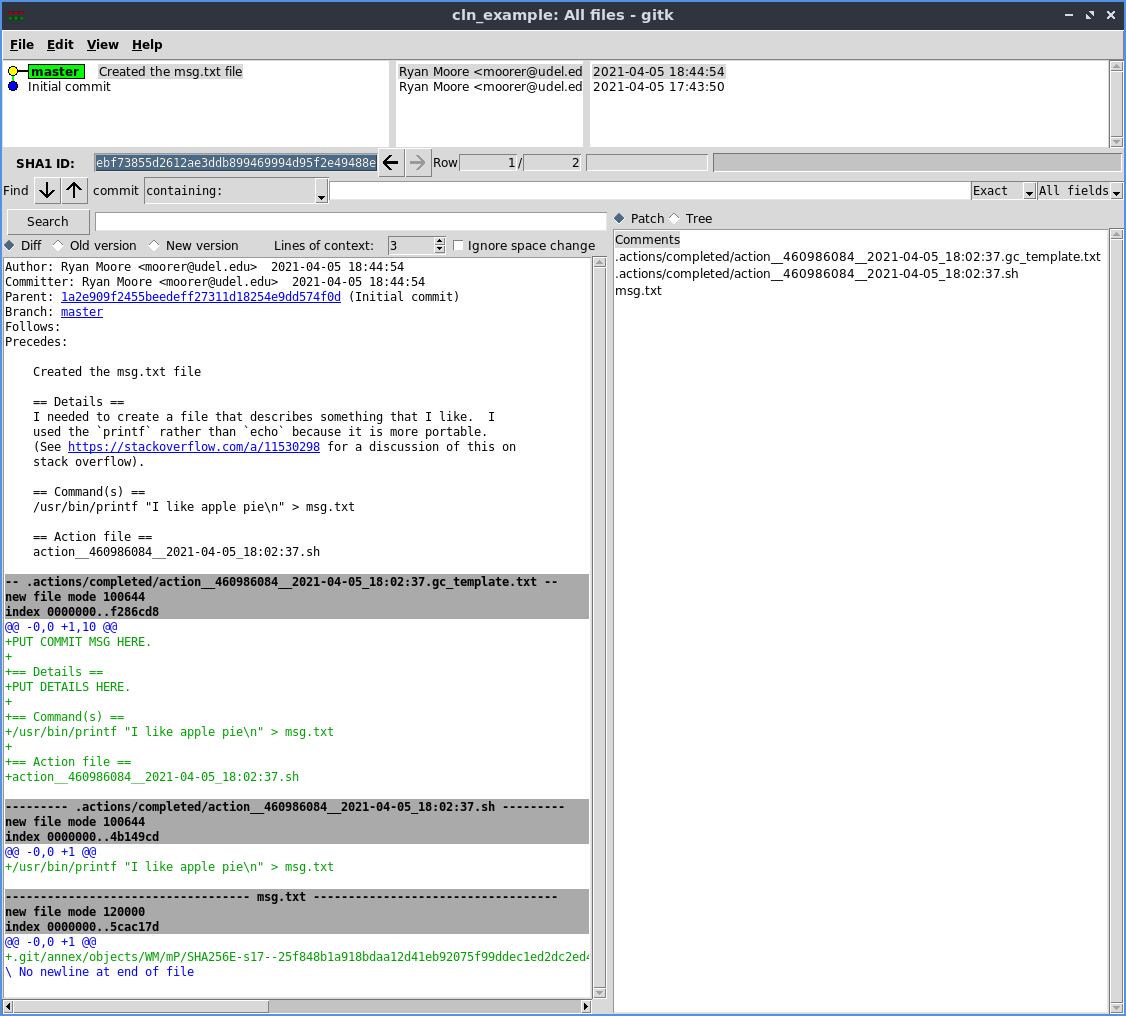 cln_example: All files - gitk
File Edit View Help
master Created the msg.txt file Ryan Moore <moorer@udel.ed 2021-04-05 18:44:54
Initial commit Ryan Moore <moorer@udel.ed 2021-04-05 17:43:50
SHA1 ID: ebf73855d2612ae3ddb899469994d95f2e49488e Row 1 / 2
Find commit containing: Exact All fields
Search
Patch Tree
Diff Old version New version Lines of context: 3 Ignore space change
Comments
.actions/completed/action__460986084__2021-04-05_18:02:37.gc_template.txt
.actions/completed/action__460986084__2021-04-05_18:02:37.sh
msg.txt
Author: Ryan Moore <moorer@udel.edu>  2021-04-05 18:44:54
Committer: Ryan Moore <moorer@udel.edu>  2021-04-05 18:44:54
Parent: 1a2e909f2455beedeff27311d18254e9dd574f0d (Initial commit)
Branch: master
Follows:
Precedes:
Created the msg.txt file
== Details ==
I needed to create a file that describes something that I like.  I
used the `printf` rather than `echo` because it is more portable.
(See https://stackoverflow.com/a/11530298 for a discussion of this on
stack overflow).
== Command(s) ==
/usr/bin/printf "I like apple pie\n" > msg.txt
== Action file ==
action__460986084__2021-04-05_18:02:37.sh
-- .actions/completed/action__460986084__2021-04-05_18:02:37.gc_template.txt --
new file mode 100644
index 0000000..f286cd8
@@ -0,0 +1,10 @@
+PUT COMMIT MSG HERE.
+
+== Details ==
+PUT DETAILS HERE.
+
+== Command(s) ==
+/usr/bin/printf "I like apple pie\n" > msg.txt
+
+== Action file ==
+action__460986084__2021-04-05_18:02:37.sh
--------- .actions/completed/action__460986084__2021-04-05_18:02:37.sh ---------
new file mode 100644
index 0000000..4b149cd
@@ -0,0 +1 @@
+/usr/bin/printf "I like apple pie\n" > msg.txt
----------------------------------- msg.txt -----------------------------------
new file mode 120000
index 0000000..5cac17d
@@ -0,0 +1 @@
+.git/annex/objects/WM/mP/SHA256E-s17--25f848b1a918bdaa12d41eb92075f99ddec1ed2dc2ed4
\ No newline at end of file